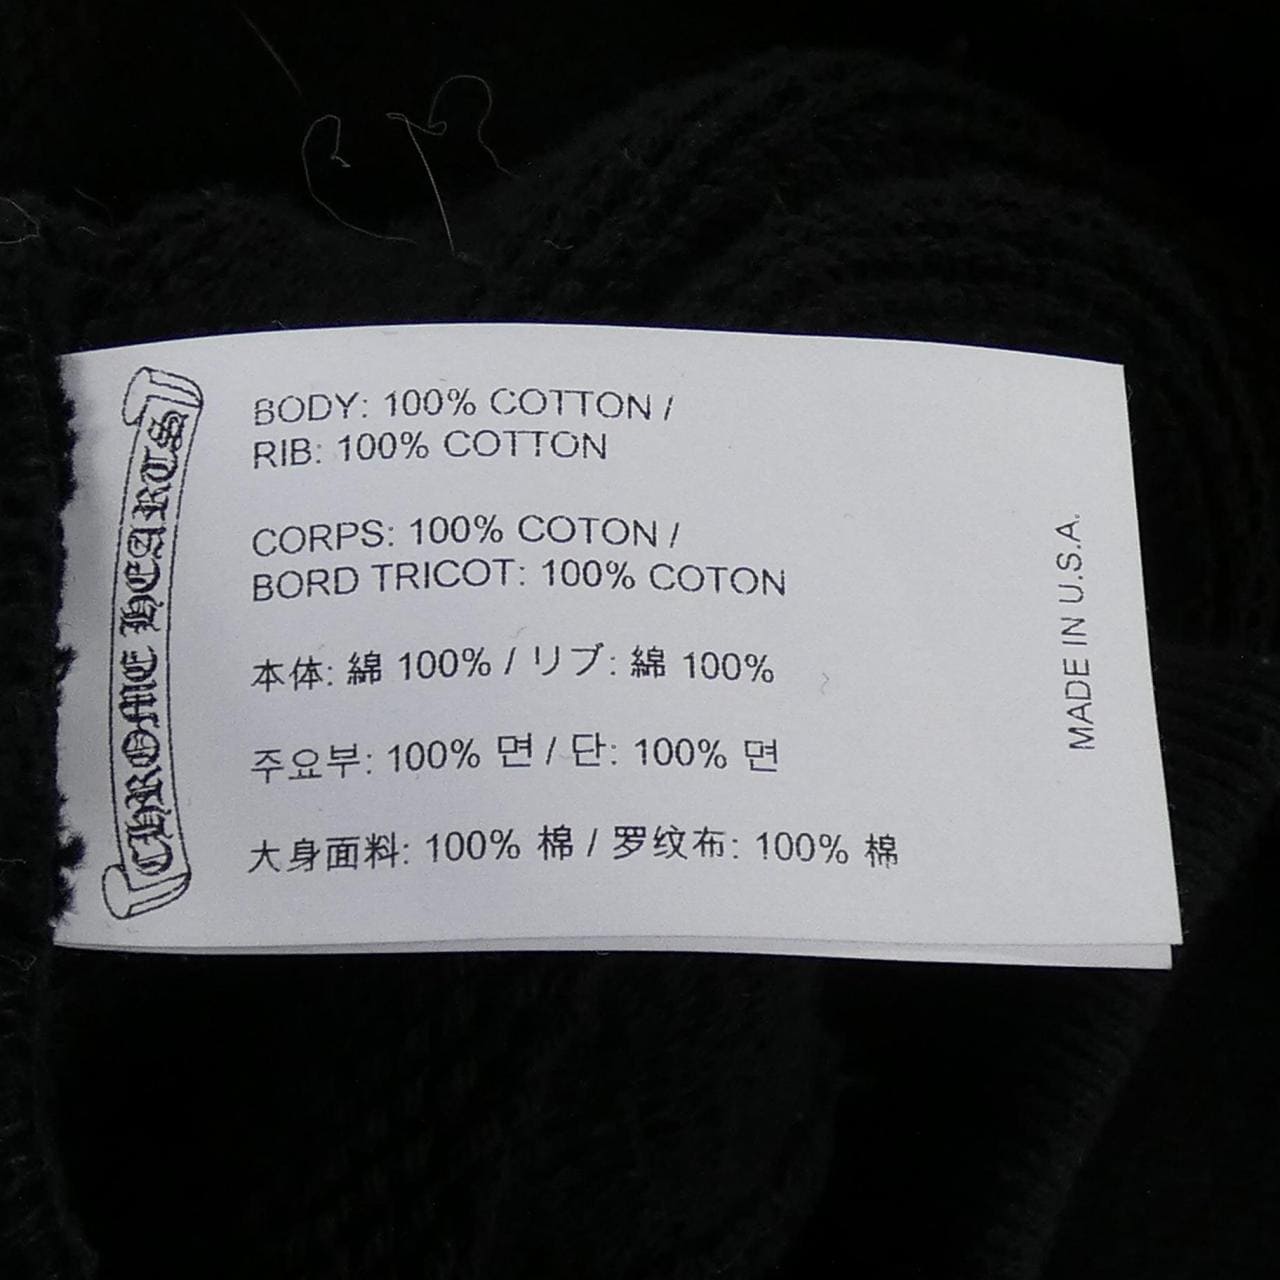 CHROME HEARTS
BODY: 100% COTTON /
RIB: 100% COTTON
CORPS: 100% COTON /
BORD TRICOT: 100% COTON
本体: 綿 100% / リブ: 綿 100%
주요부: 100% 면 / 단: 100% 면
大身面料: 100% 棉 / 罗纹布: 100% 棉
MADE IN U.S.A.